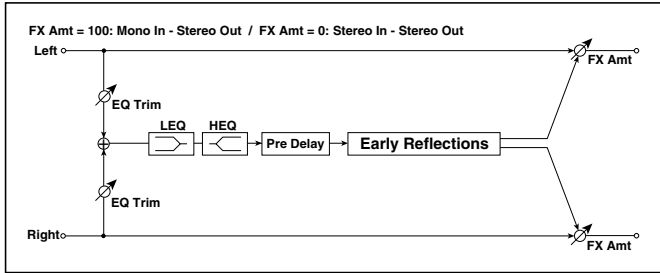 FX Amt = 100: Mono In - Stereo Out / FX Amt = 0: Stereo In - Stereo Out
Left
FX Amt
EQ Trim
LEQ
HEQ
Pre Delay
Early Reflections
EQ Trim
Right
FX Amt